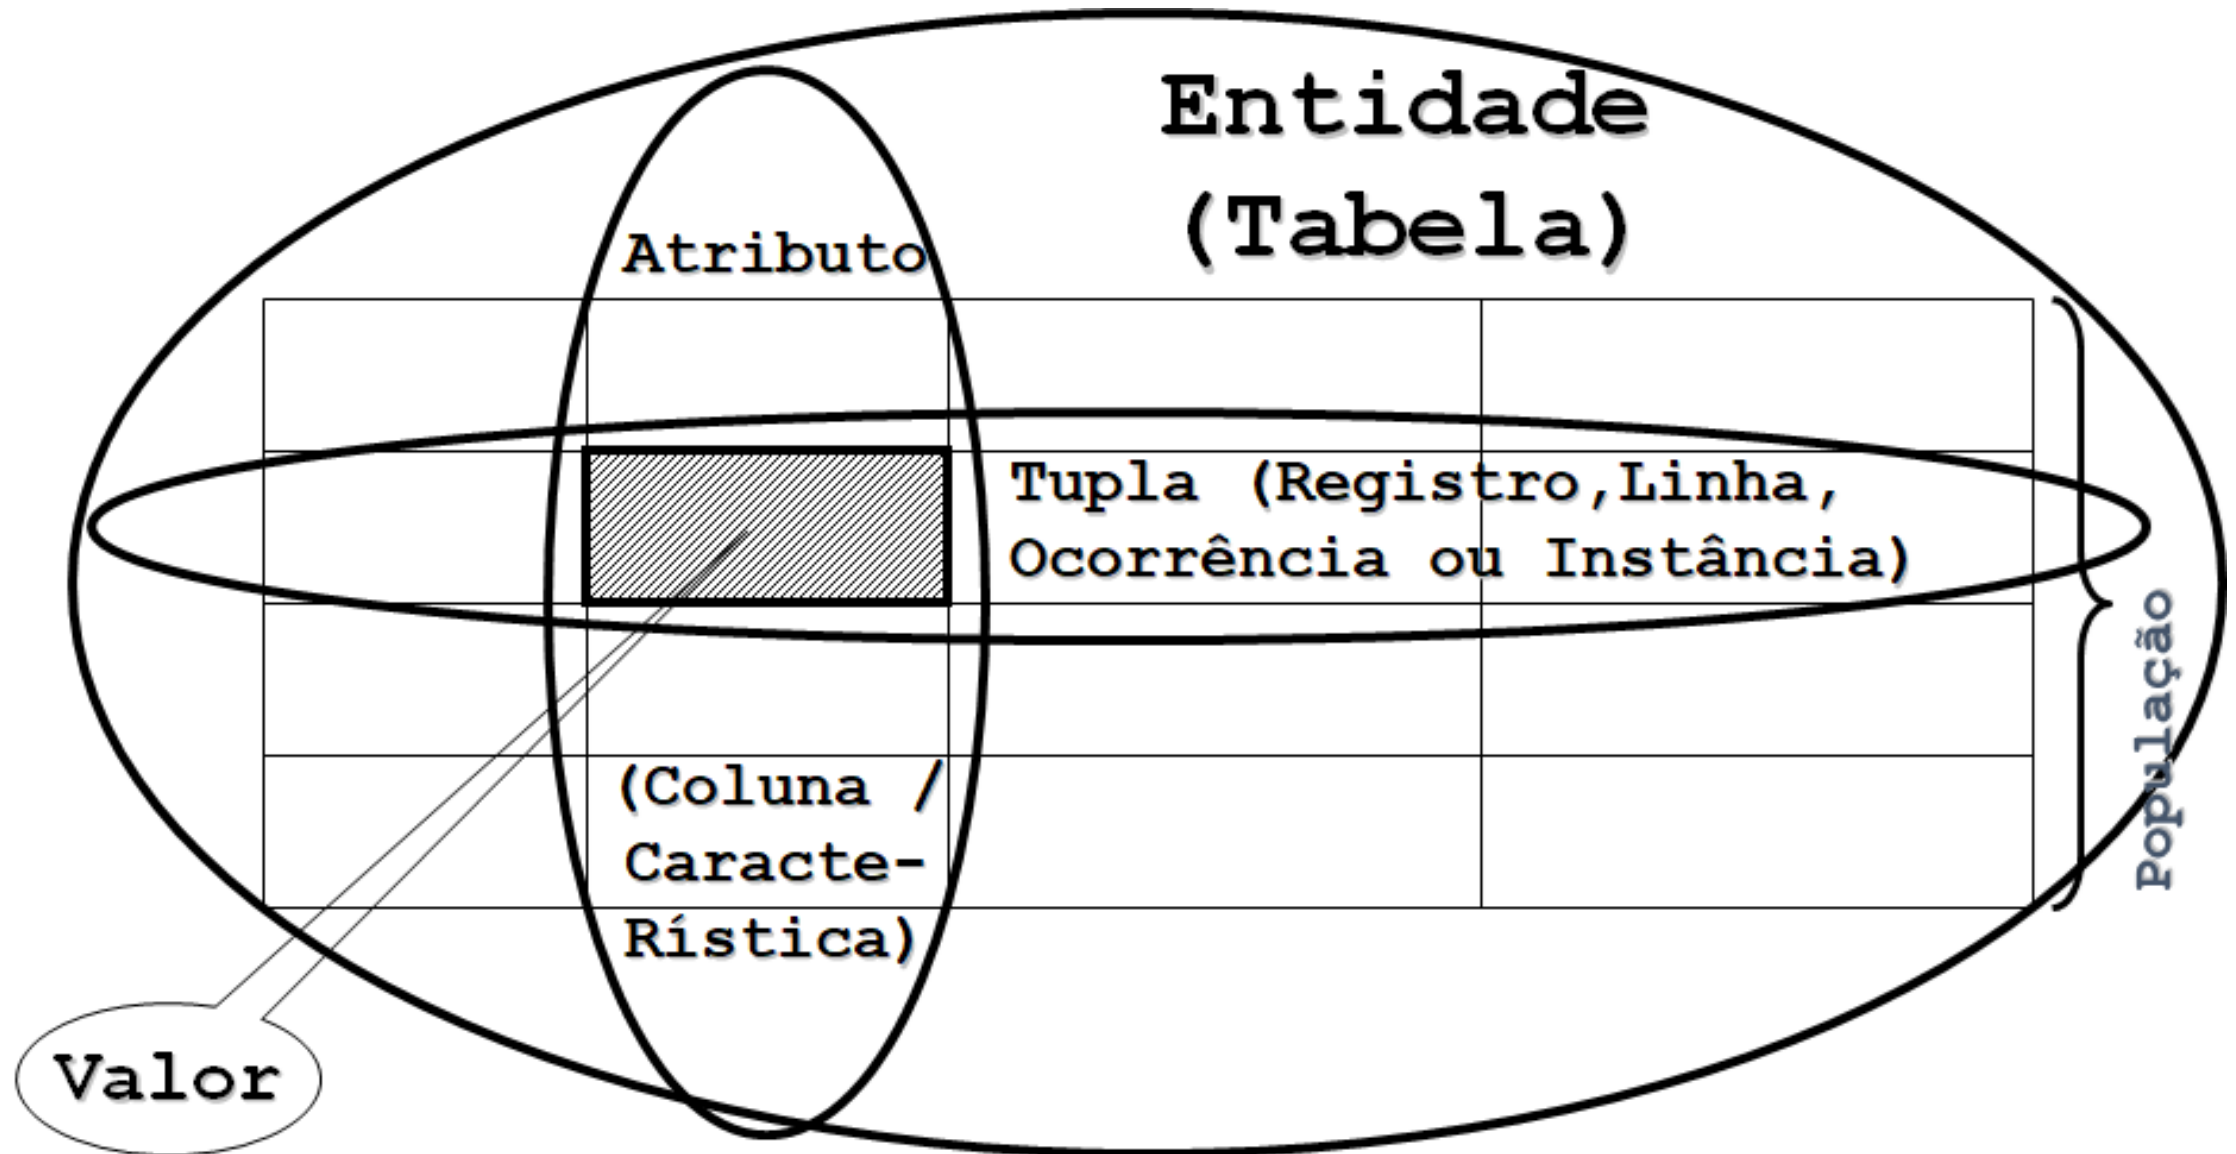 Entidade
(Tabela)
Atributo
Tupla (Registro,Linha,
Ocorrência ou Instância)
População
(Coluna /
Caracte-
Rística)
Valor